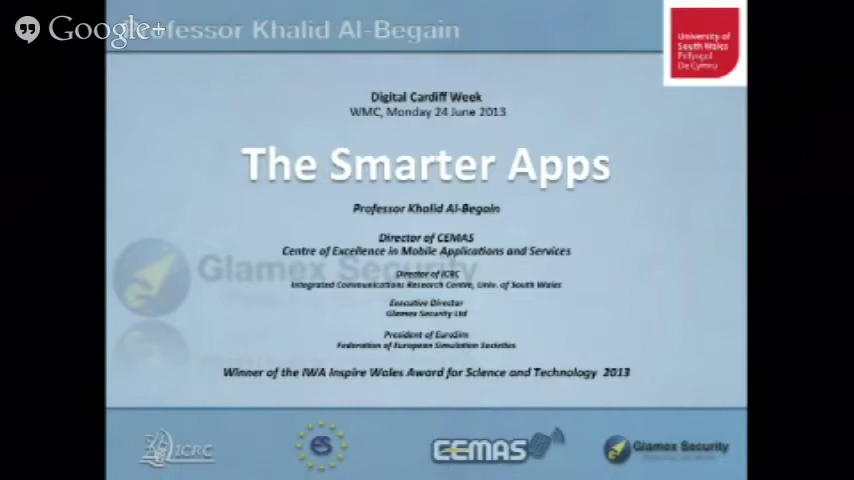 Google+
Professor Khalid Al-Begain
University of
South Wales
Prifysgol
De Cymru
Digital Cardiff Week
WMC, Monday 24 June 2013
The Smarter Apps
Professor Khalid Al-Begain
Director of CEMAS
Centre of Excellence in Mobile Applications and Services
Glamex Security
Director of ICRC
Integrated Communications Research Centre, Univ. of South Wales
Executive Director
Glamex Security Ltd
President of EuroSim
Federation of European Simulation Societies
Winner of the IWA Inspire Wales Award for Science and Technology 2013
ICRC
es
CEMAS
Glamex Security